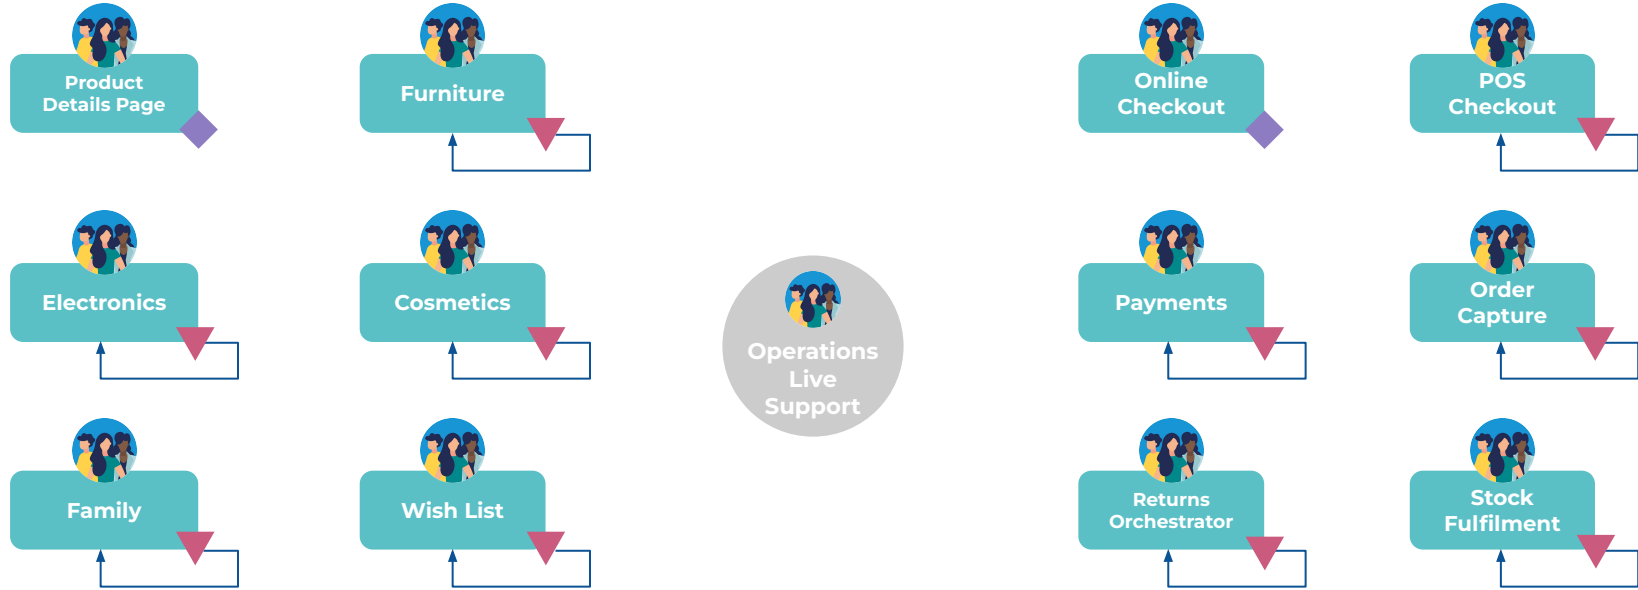 Product
Details Page
Furniture
Online
Checkout
POS
Checkout
Electronics
Cosmetics
Operations
Live
Support
Payments
Order
Capture
Family
Wish List
Returns
Orchestrator
Stock
Fulfilment